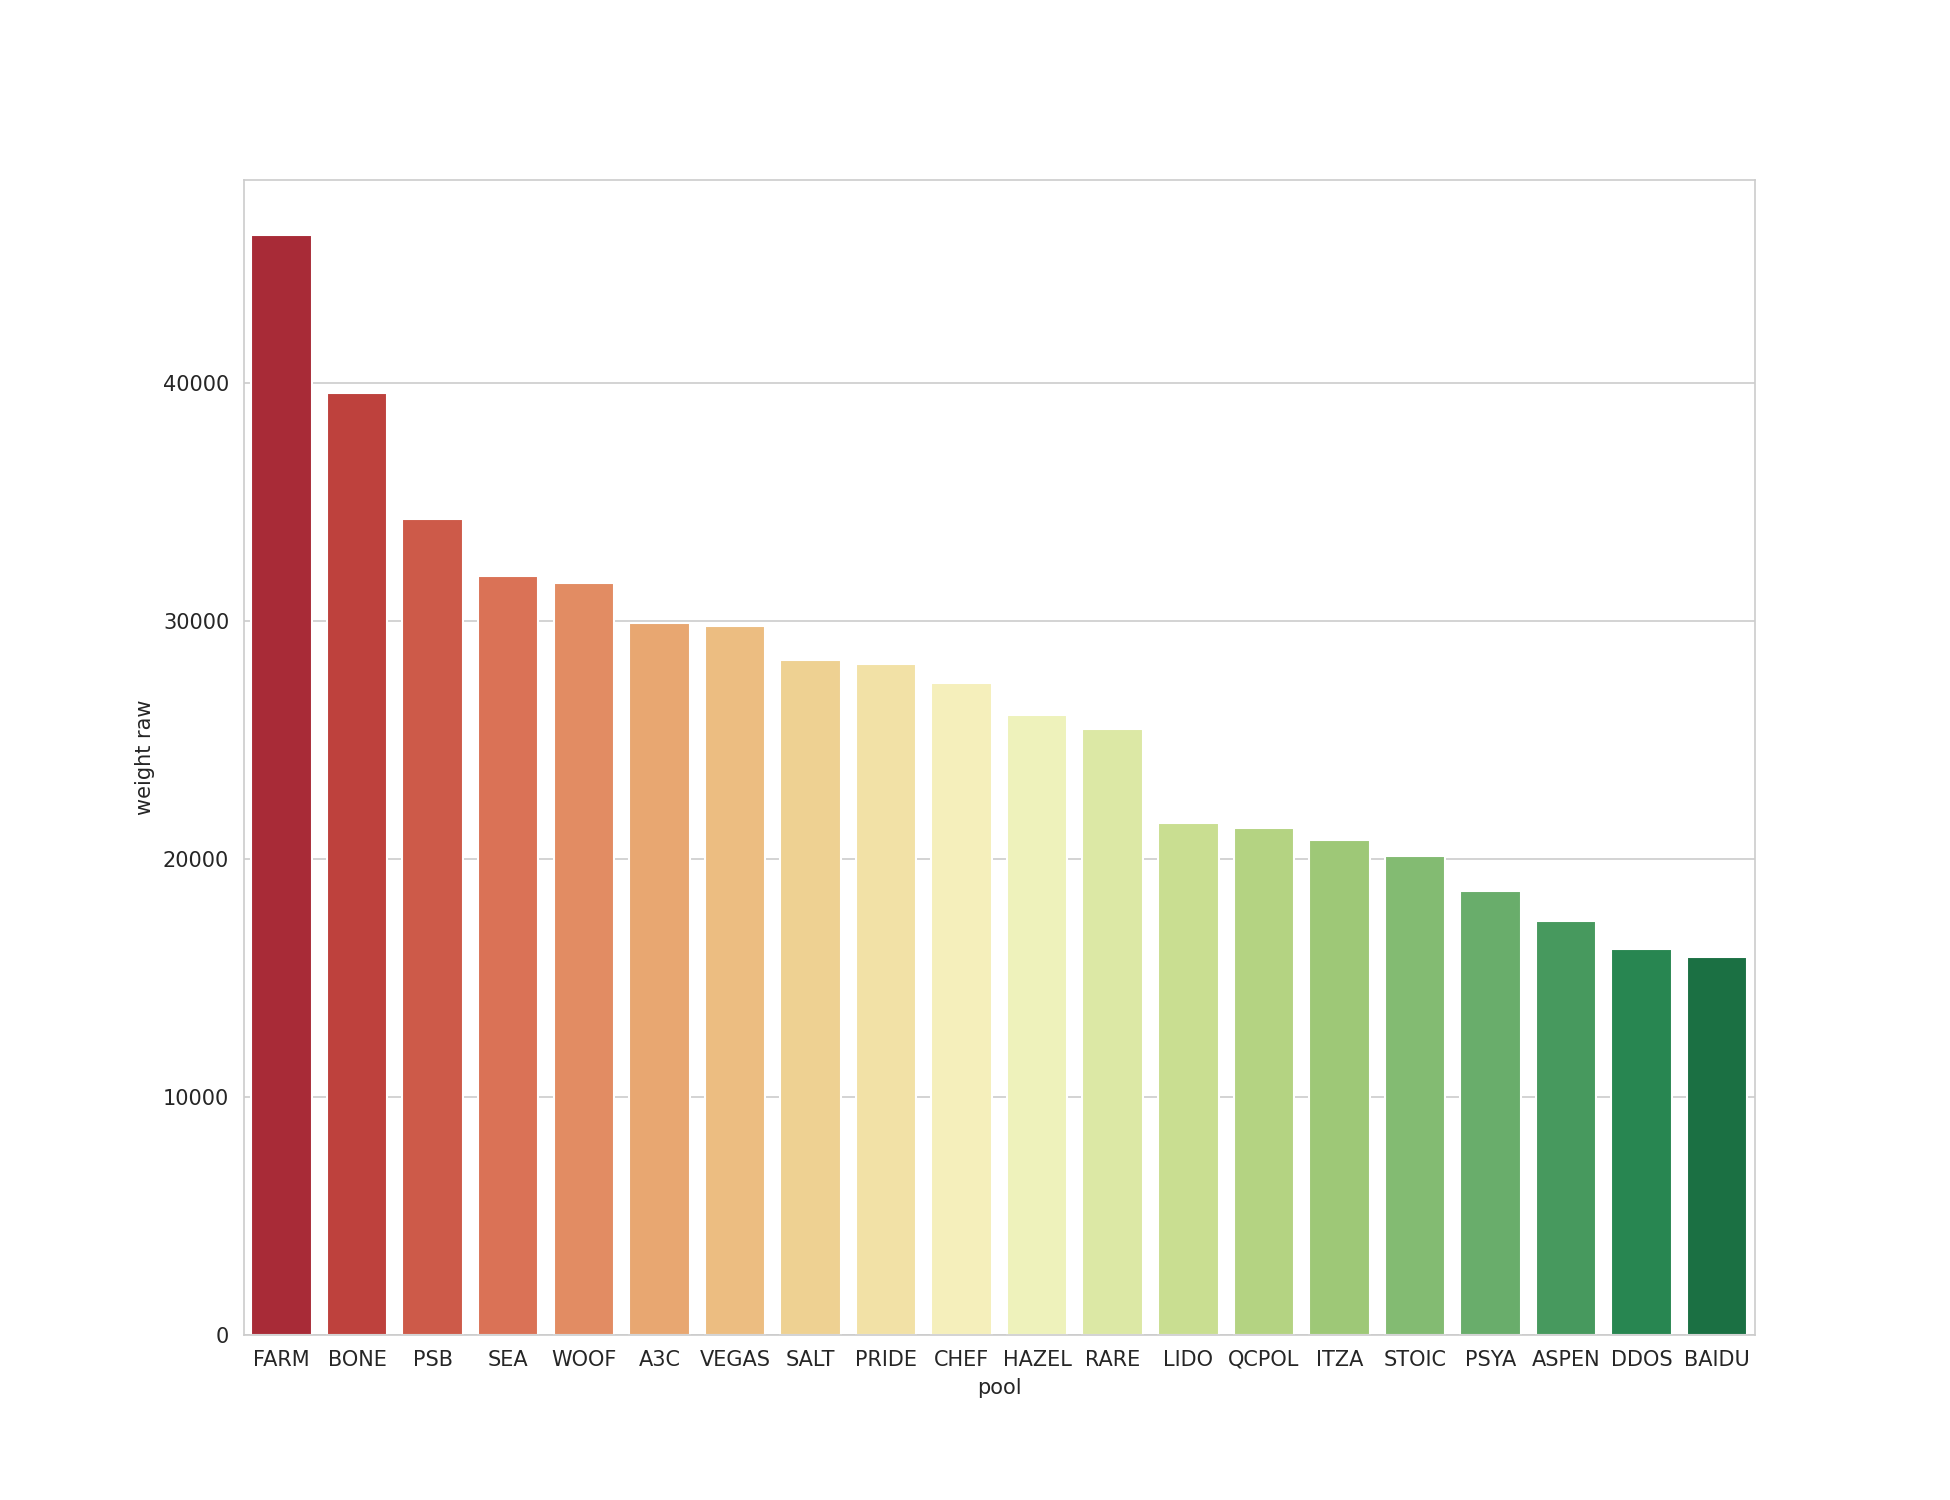 40000
30000
20000
10000
0
weight raw
FARM BONE PSB SEA WOOF A3C VEGAS SALT PRIDE CHEF HAZEL RARE LIDO QCPOL ITZA STOIC PSYA ASPEN DDOS BAIDU
pool